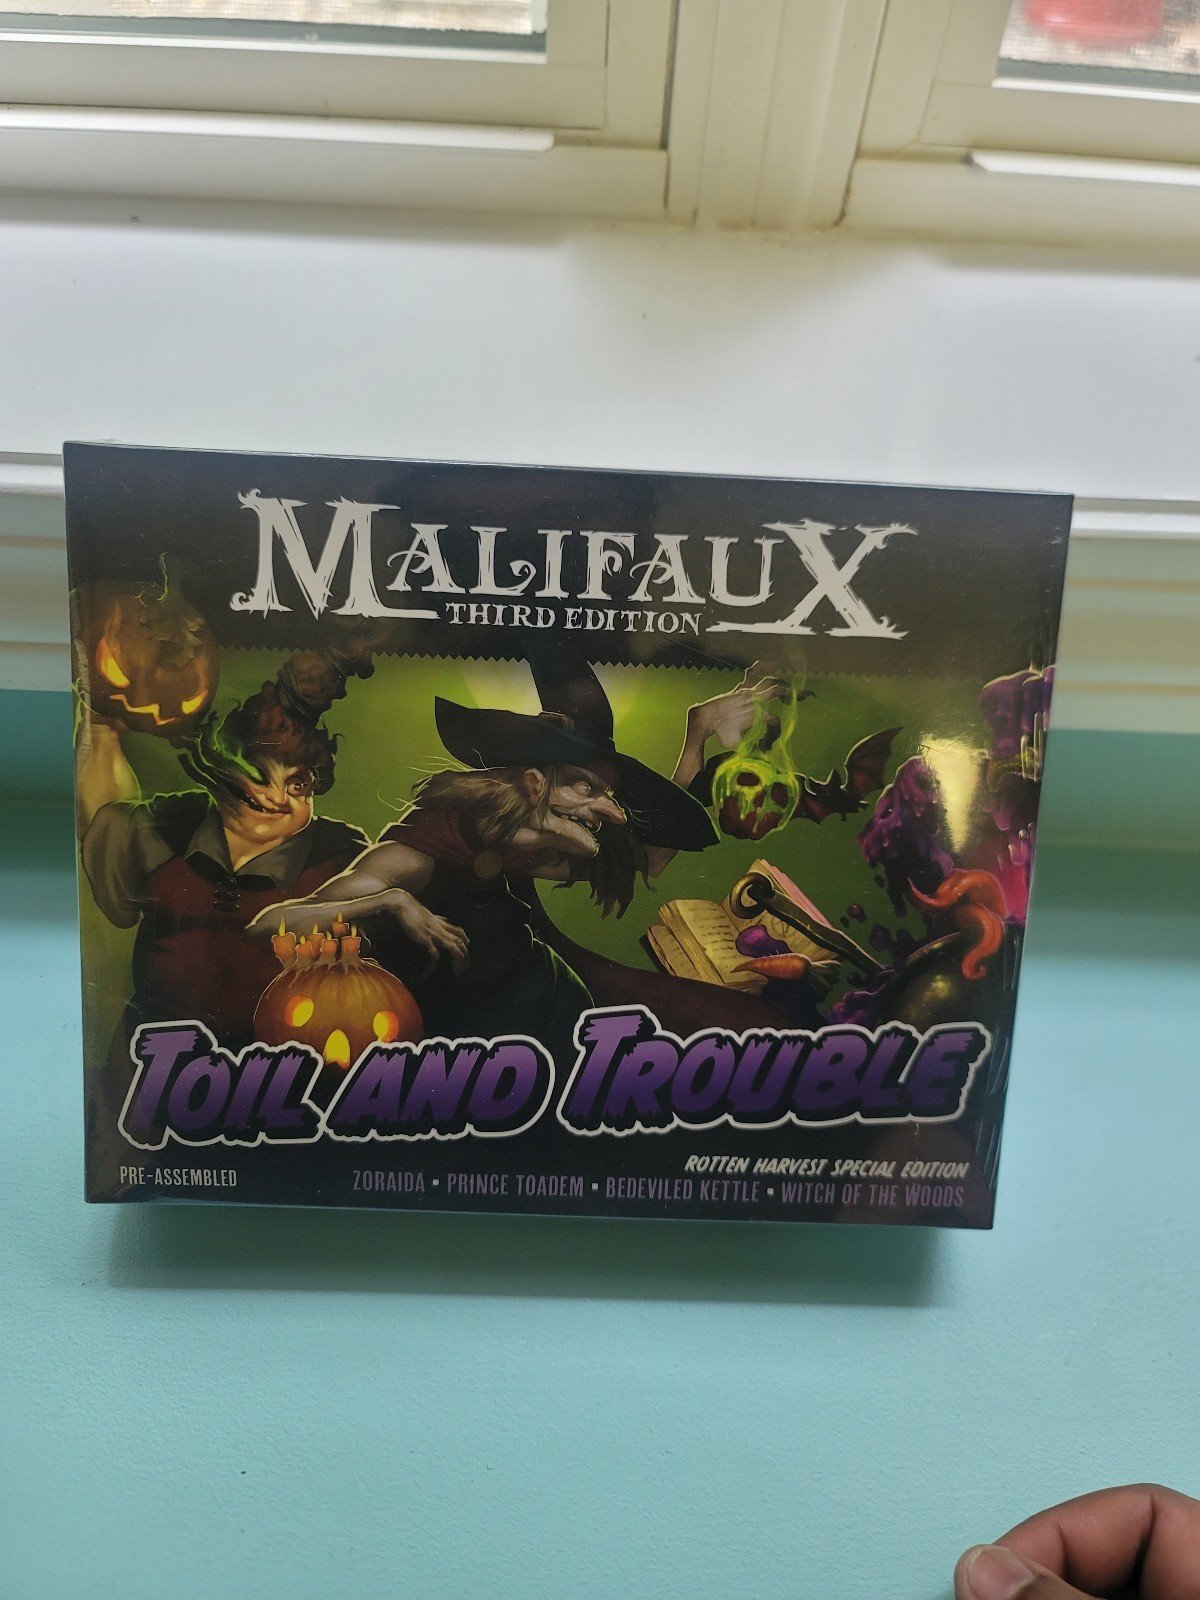 MALIFAUX
THIRD EDITION
TOIL AND TROUBLE
ROTTEN HARVEST SPECIAL EDITION
PRE-ASSEMBLED
ZORAIDA ▪ PRINCE TOADEM ▪ BEDEVILED KETTLE ▪ WITCH OF THE WOODS